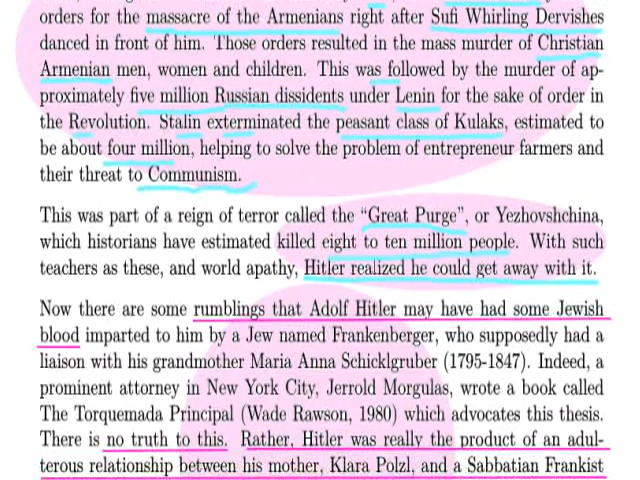 orders for the massacre of the Armenians right after Sufi Whirling Dervishes
danced in front of him. Those orders resulted in the mass murder of Christian
Armenian men, women and children. This was followed by the murder of ap-
proximately five million Russian dissidents under Lenin for the sake of order in
the Revolution. Stalin exterminated the peasant class of Kulaks, estimated to
be about four million, helping to solve the problem of entrepreneur farmers and
their threat to Communism.
This was part of a reign of terror called the “Great Purge”, or Yezhovshchina,
which historians have estimated killed eight to ten million people. With such
teachers as these, and world apathy, Hitler realized he could get away with it.
Now there are some rumblings that Adolf Hitler may have had some Jewish
blood imparted to him by a Jew named Frankenberger, who supposedly had a
liaison with his grandmother Maria Anna Schicklgruber (1795-1847). Indeed, a
prominent attorney in New York City, Jerrold Morgulas, wrote a book called
The Torquemada Principal (Wade Rawson, 1980) which advocates this thesis.
There is no truth to this. Rather, Hitler was really the product of an adul-
terous relationship between his mother, Klara Polzl, and a Sabbatian Frankist